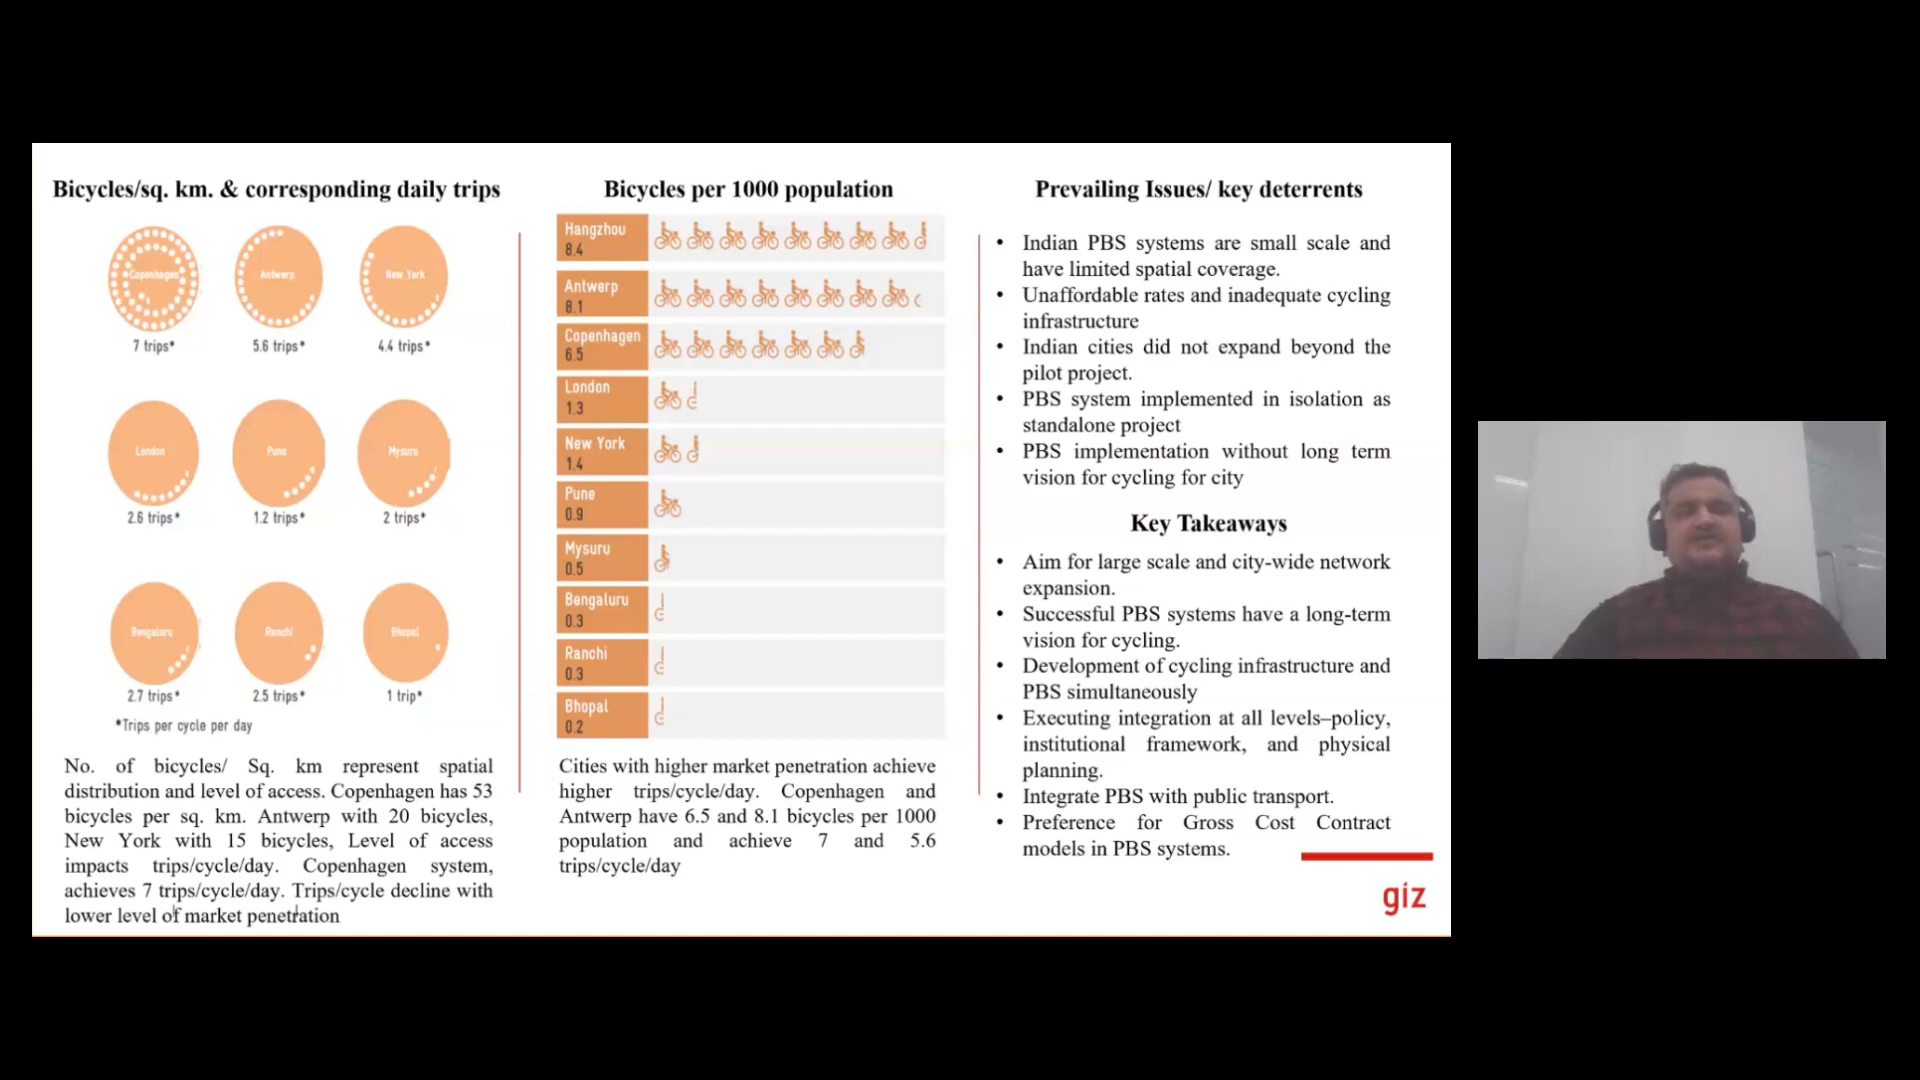 Bicycles/sq. km. & corresponding daily trips
Copenhagen
Antwerp
New York
7 trips*
5.6 trips*
4.4 trips*
London
Pune
Mysuru
2.6 trips*
1.2 trips*
2 trips*
Bengaluru
Ranchi
Bhopal
2.7 trips*
2.5 trips*
1 trip*
*Trips per cycle per day
No. of bicycles/ Sq. km represent spatial
distribution and level of access. Copenhagen has 53
bicycles per sq. km. Antwerp with 20 bicycles,
New York with 15 bicycles, Level of access
impacts trips/cycle/day. Copenhagen system,
achieves 7 trips/cycle/day. Trips/cycle decline with
lower level of market penetration
Bicycles per 1000 population
Hangzhou
8.4
Antwerp
8.1
Copenhagen
6.5
London
1.3
New York
1.4
Pune
0.9
Mysuru
0.5
Bengaluru
0.3
Ranchi
0.3
Bhopal
0.2
Cities with higher market penetration achieve
higher trips/cycle/day. Copenhagen and
Antwerp have 6.5 and 8.1 bicycles per 1000
population and achieve 7 and 5.6
trips/cycle/day
Prevailing Issues/ key deterrents
• Indian PBS systems are small scale and
have limited spatial coverage.
• Unaffordable rates and inadequate cycling
infrastructure
• Indian cities did not expand beyond the
pilot project.
• PBS system implemented in isolation as
standalone project
• PBS implementation without long term
vision for cycling for city
Key Takeaways
• Aim for large scale and city-wide network
expansion.
• Successful PBS systems have a long-term
vision for cycling.
• Development of cycling infrastructure and
PBS simultaneously
• Executing integration at all levels–policy,
institutional framework, and physical
planning.
• Integrate PBS with public transport.
• Preference for Gross Cost Contract
models in PBS systems.
giz